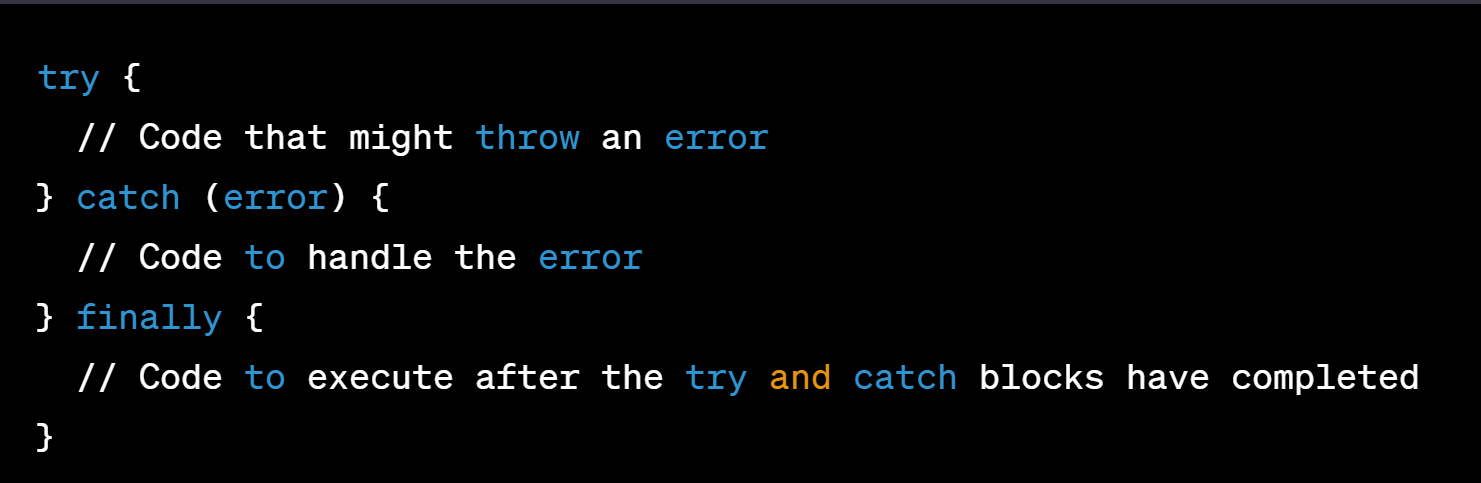 try {
  // Code that might throw an error
} catch (error) {
  // Code to handle the error
} finally {
  // Code to execute after the try and catch blocks have completed
}